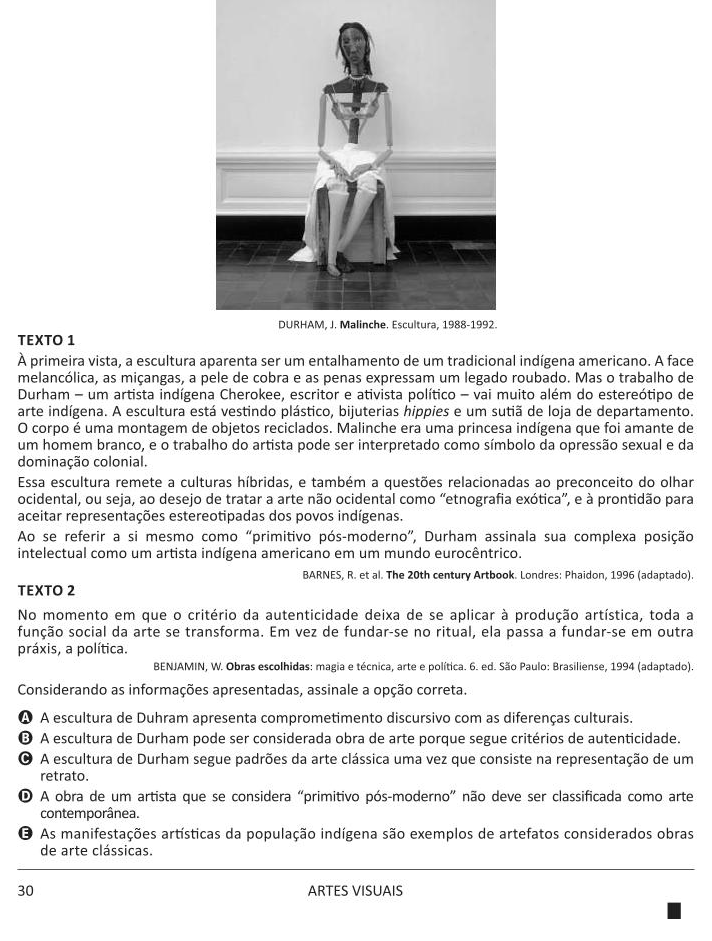 DURHAM, J. Malinche. Escultura, 1988-1992.
TEXTO 1
À primeira vista, a escultura aparenta ser um entalhamento de um tradicional indígena americano. A face
melancólica, as miçangas, a pele de cobra e as penas expressam um legado roubado. Mas o trabalho de
Durham – um artista indígena Cherokee, escritor e ativista político – vai muito além do estereótipo de
arte indígena. A escultura está vestindo plástico, bijuterias hippies e um sutiã de loja de departamento.
O corpo é uma montagem de objetos reciclados. Malinche era uma princesa indígena que foi amante de
um homem branco, e o trabalho do artista pode ser interpretado como símbolo da opressão sexual e da
dominação colonial.
Essa escultura remete a culturas híbridas, e também a questões relacionadas ao preconceito do olhar
ocidental, ou seja, ao desejo de tratar a arte não ocidental como “etnografia exótica”, e à prontidão para
aceitar representações estereotipadas dos povos indígenas.
Ao se referir a si mesmo como “primitivo pós-moderno”, Durham assinala sua complexa posição
intelectual como um artista indígena americano em um mundo eurocêntrico.
BARNES, R. et al. The 20th century Artbook. Londres: Phaidon, 1996 (adaptado).
TEXTO 2
No momento em que o critério da autenticidade deixa de se aplicar à produção artística, toda a
função social da arte se transforma. Em vez de fundar-se no ritual, ela passa a fundar-se em outra
práxis, a política.
BENJAMIN, W. Obras escolhidas: magia e técnica, arte e política. 6. ed. São Paulo: Brasiliense, 1994 (adaptado).
Considerando as informações apresentadas, assinale a opção correta.
A A escultura de Duhram apresenta comprometimento discursivo com as diferenças culturais.
B A escultura de Durham pode ser considerada obra de arte porque segue critérios de autenticidade.
C A escultura de Durham segue padrões da arte clássica uma vez que consiste na representação de um
retrato.
D A obra de um artista que se considera “primitivo pós-moderno” não deve ser classificada como arte
contemporânea.
E As manifestações artísticas da população indígena são exemplos de artefatos considerados obras
de arte clássicas.
30 ARTES VISUAIS